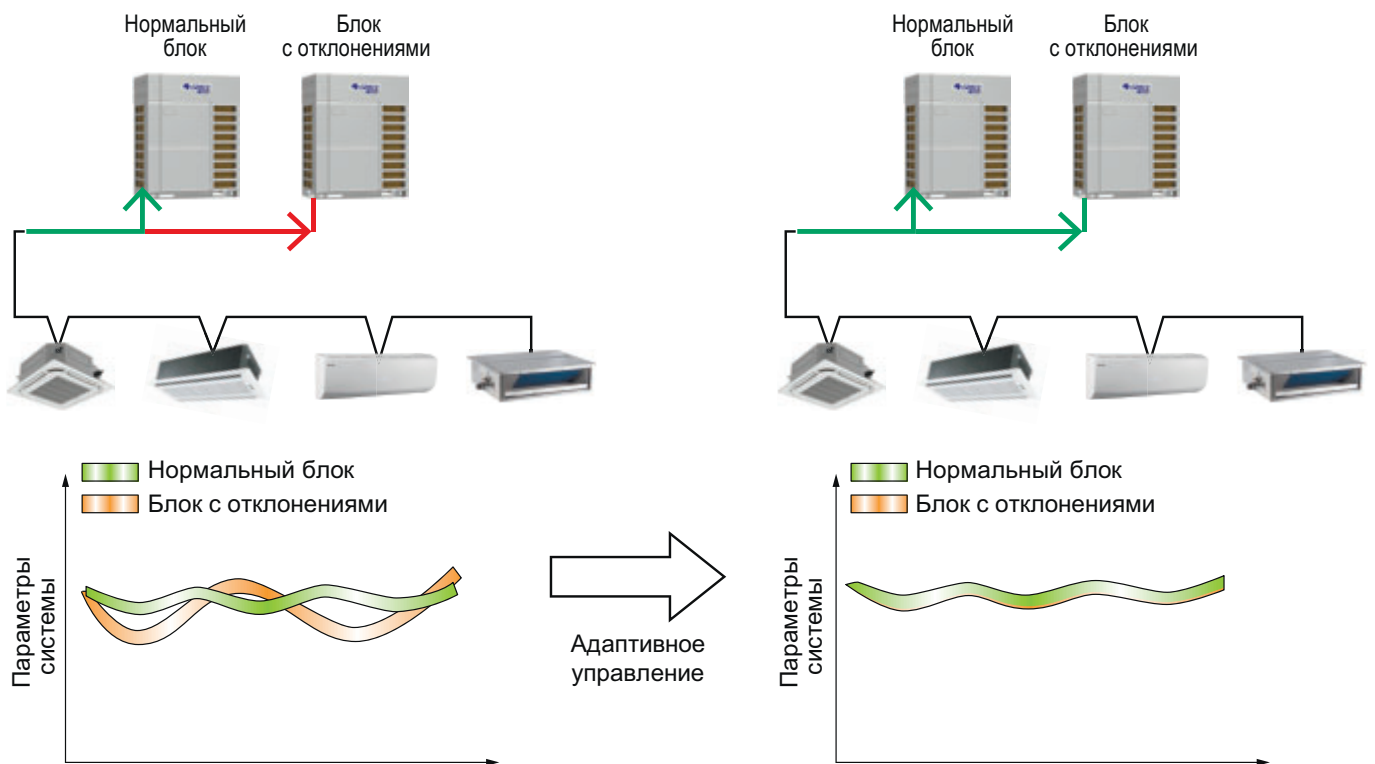 Нормальный
блок
Блок
с отклонениями
Нормальный
блок
Блок
с отклонениями
Нормальный блок
Блок с отклонениями
Параметры
системы
Адаптивное
управление
Нормальный блок
Блок с отклонениями
Параметры
системы